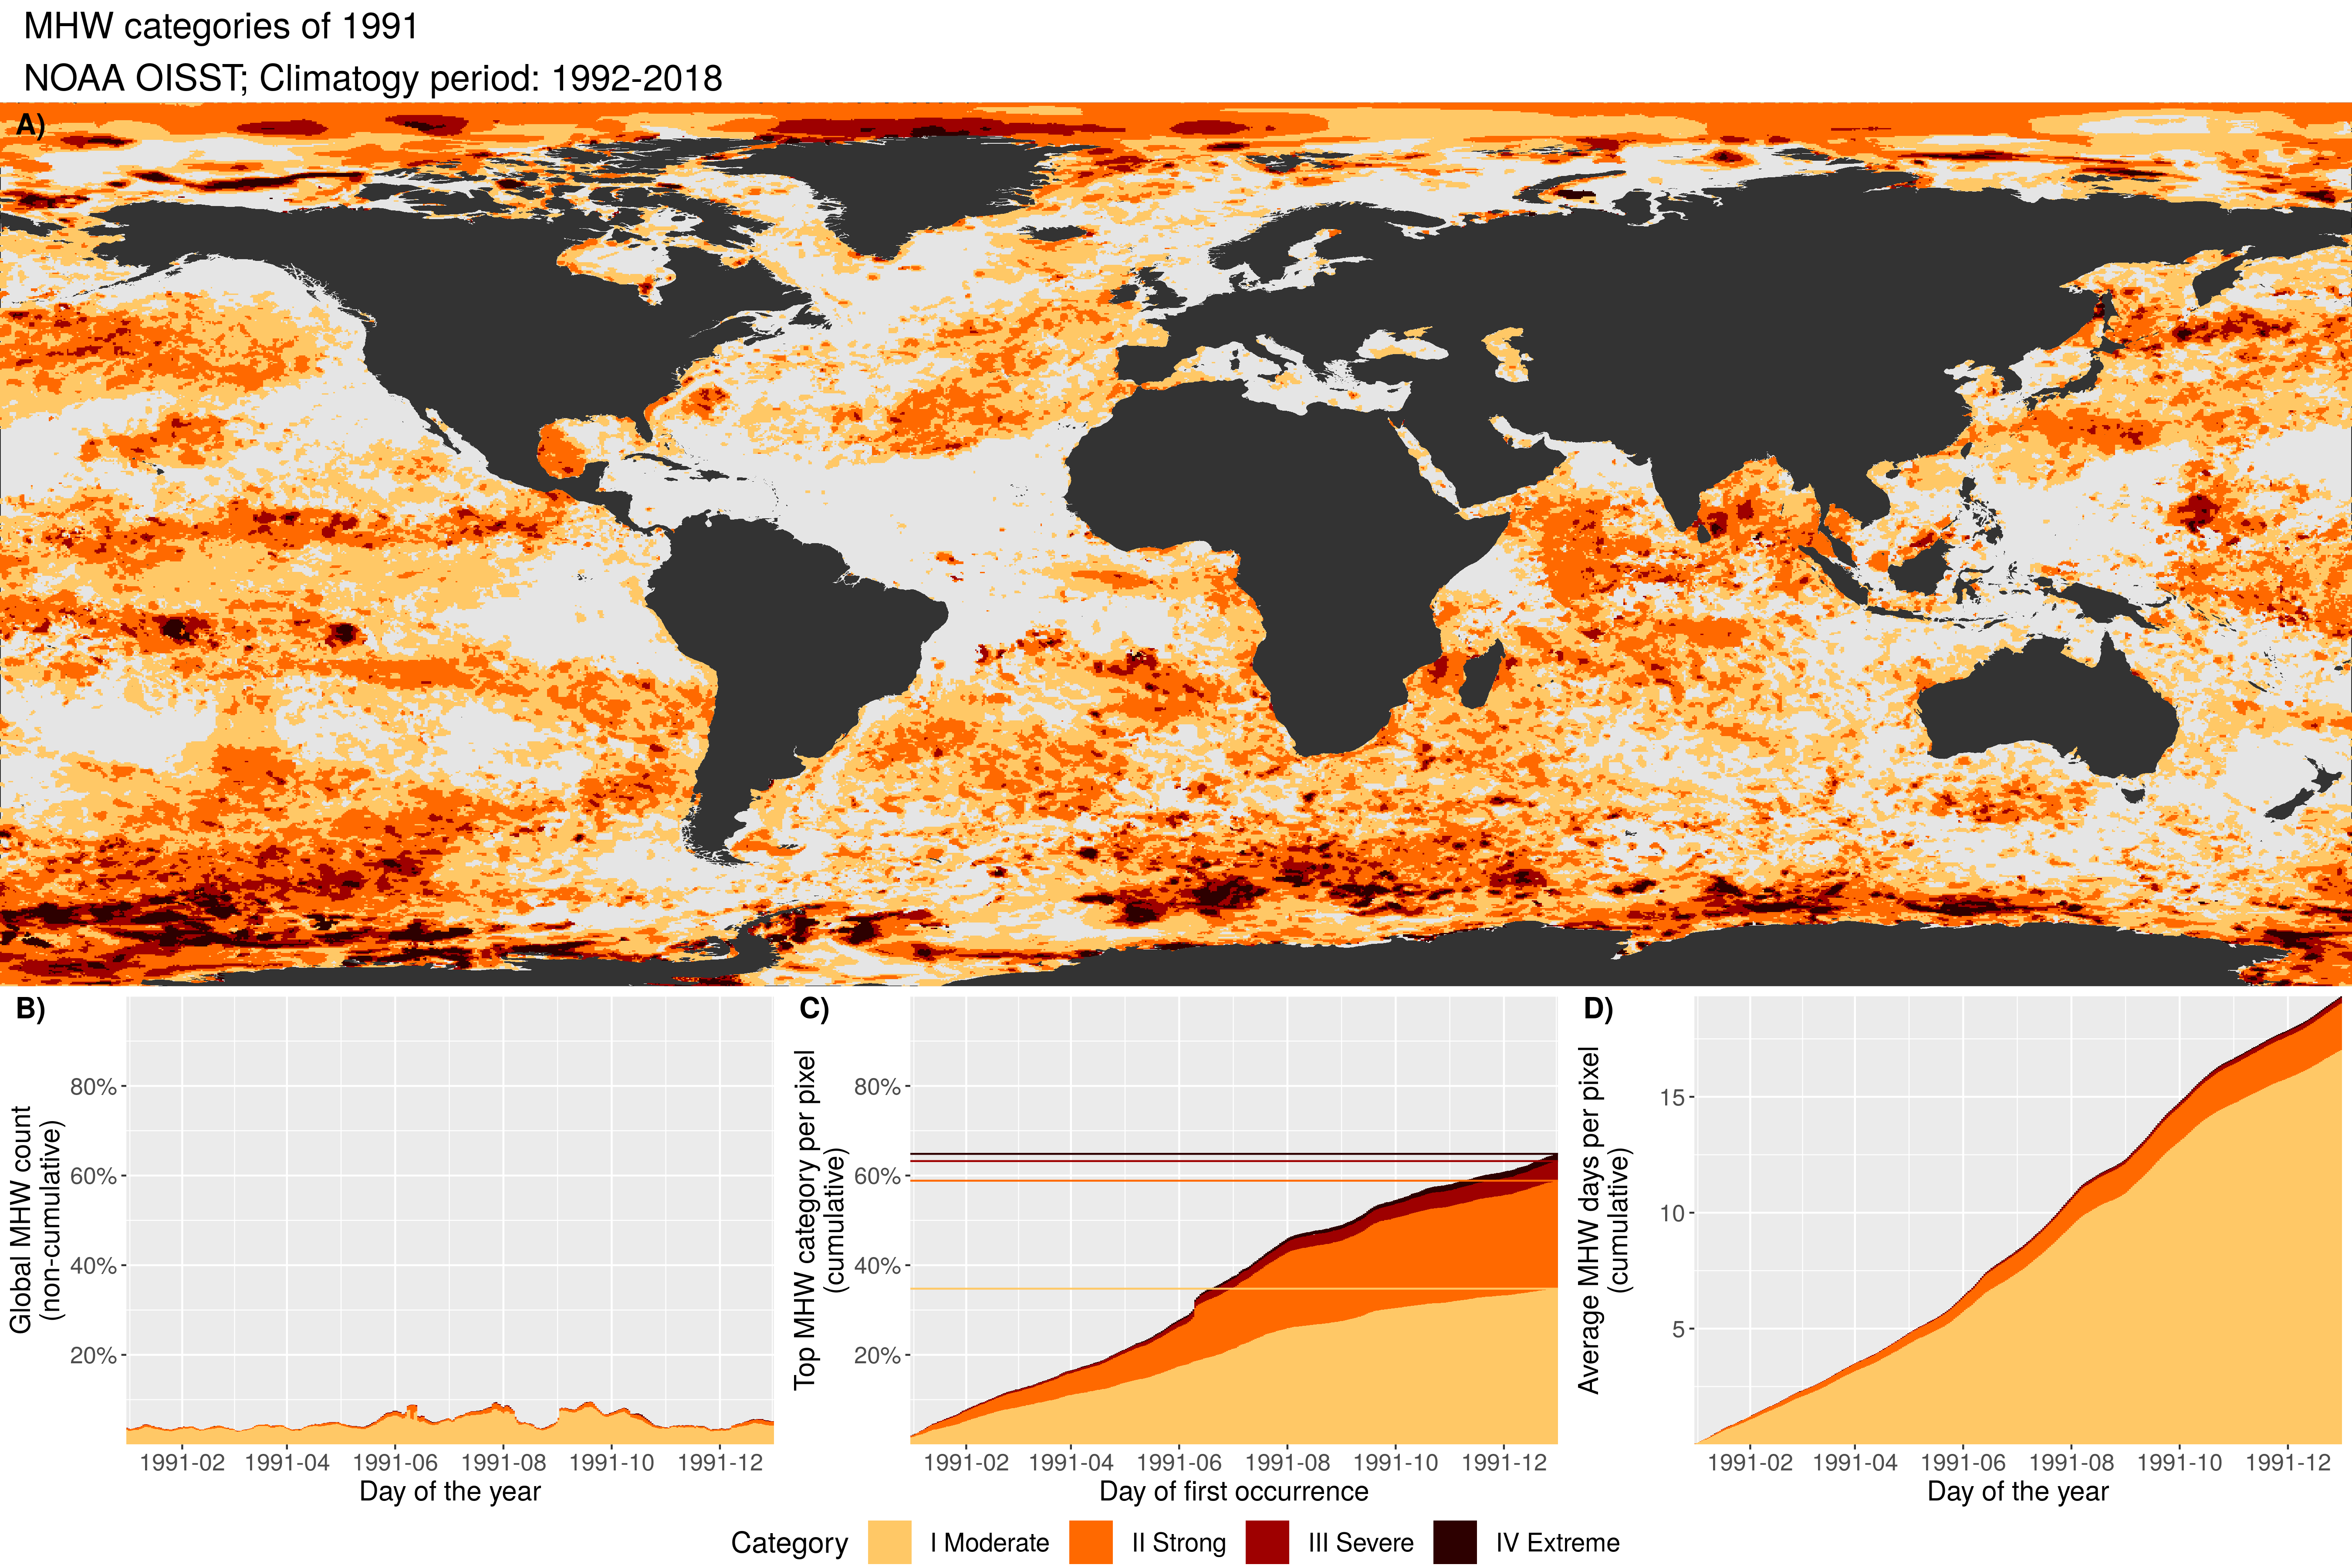 MHW categories of 1991
NOAA OISST; Climatogy period: 1992-2018
A)
B)
Global MHW count
(non-cumulative)
80%
60%
40%
20%
1991-02 1991-04 1991-06 1991-08 1991-10 1991-12
Day of the year
C)
Top MHW category per pixel
(cumulative)
80%
60%
40%
20%
1991-02 1991-04 1991-06 1991-08 1991-10 1991-12
Day of first occurrence
D)
Average MHW days per pixel
(cumulative)
15
10
5
1991-02 1991-04 1991-06 1991-08 1991-10 1991-12
Day of the year
Category I Moderate II Strong III Severe IV Extreme